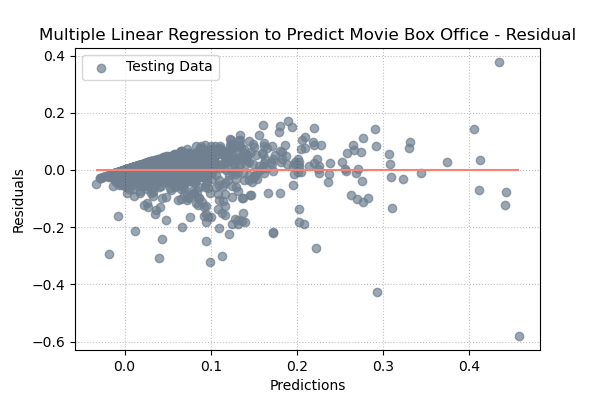 Multiple Linear Regression to Predict Movie Box Office - Residual
Testing Data
0.4
0.2
0.0
−0.2
−0.4
−0.6
Residuals
0.0 0.1 0.2 0.3 0.4
Predictions